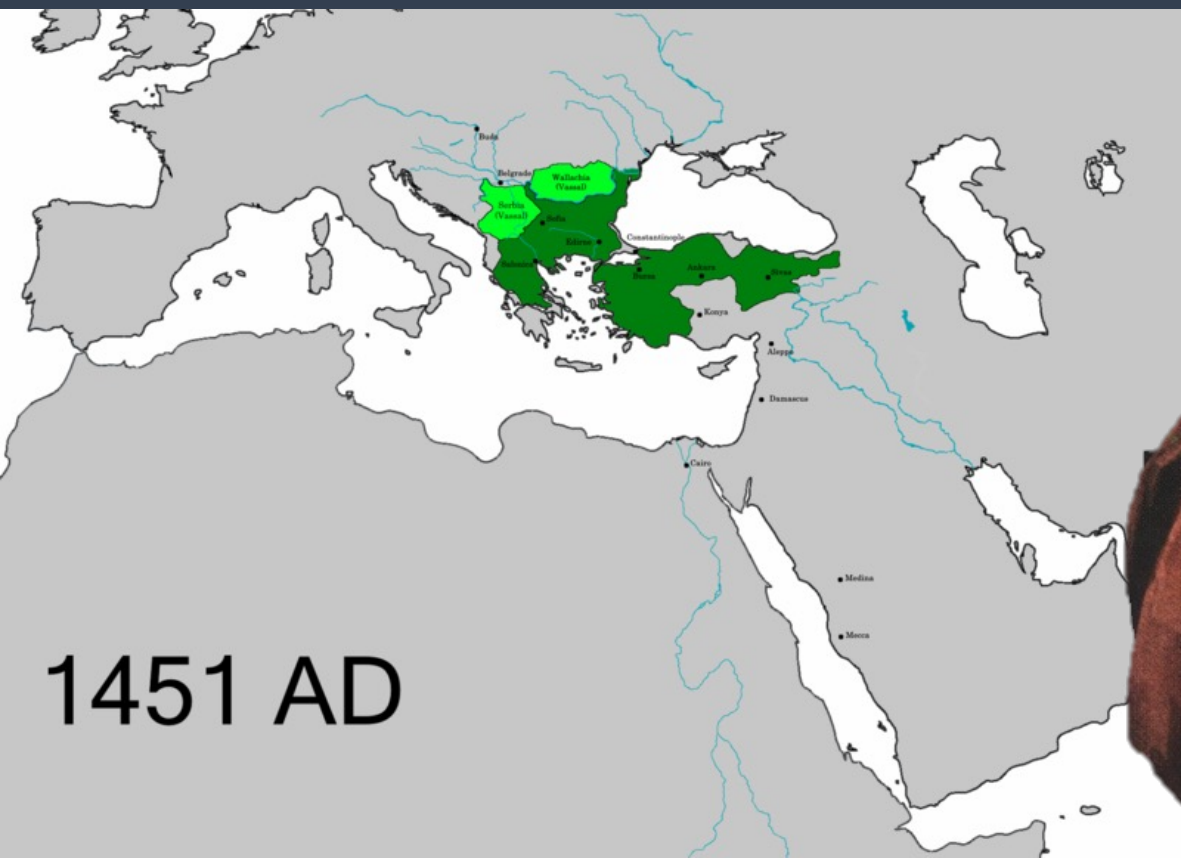 Buda
Belgrade
Wallachia
(Vassal)
Serbia
(Vassal)
Sofia
Edirne
Constantinople
Salonica
Bursa
Ankara
Sivas
Konya
Aleppo
Damascus
Cairo
Medina
Mecca
1451 AD